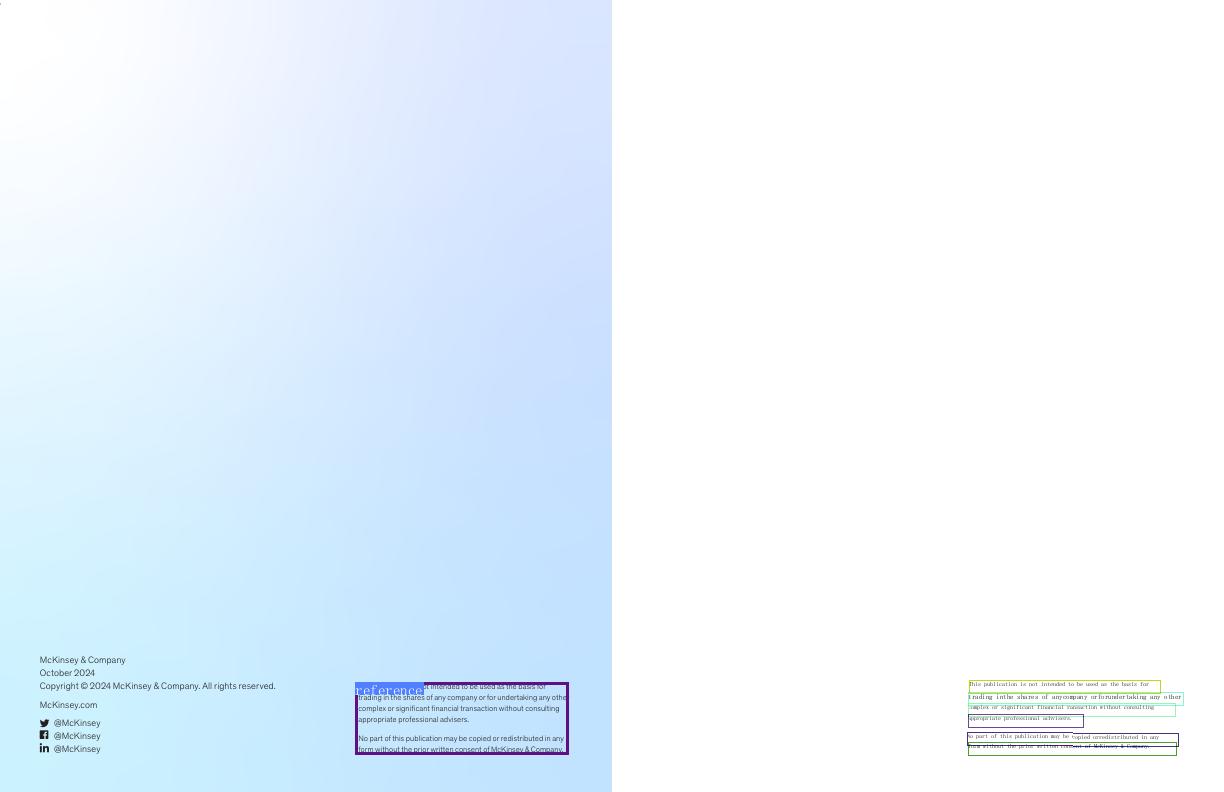 McKinsey & Company
October 2024
Copyright © 2024 McKinsey & Company. All rights reserved.
McKinsey.com
@McKinsey
@McKinsey
@McKinsey
reference
intended to be used as the basis for
trading in the shares of any company or for undertaking any othe
complex or significant financial transaction without consulting
appropriate professional advisers.
No part of this publication may be copied or redistributed in any
form without the prior written consent of McKinsey & Company.
This publication is not intended to be used as the basis for
trading inthe shares of anycompany orforundertaking any other
complex or significant financial transaction without consulting
appropriate professional advisers.
No part of this publication may be copied orredistributed in any
form without the prior written consent of McKinsey & Company.